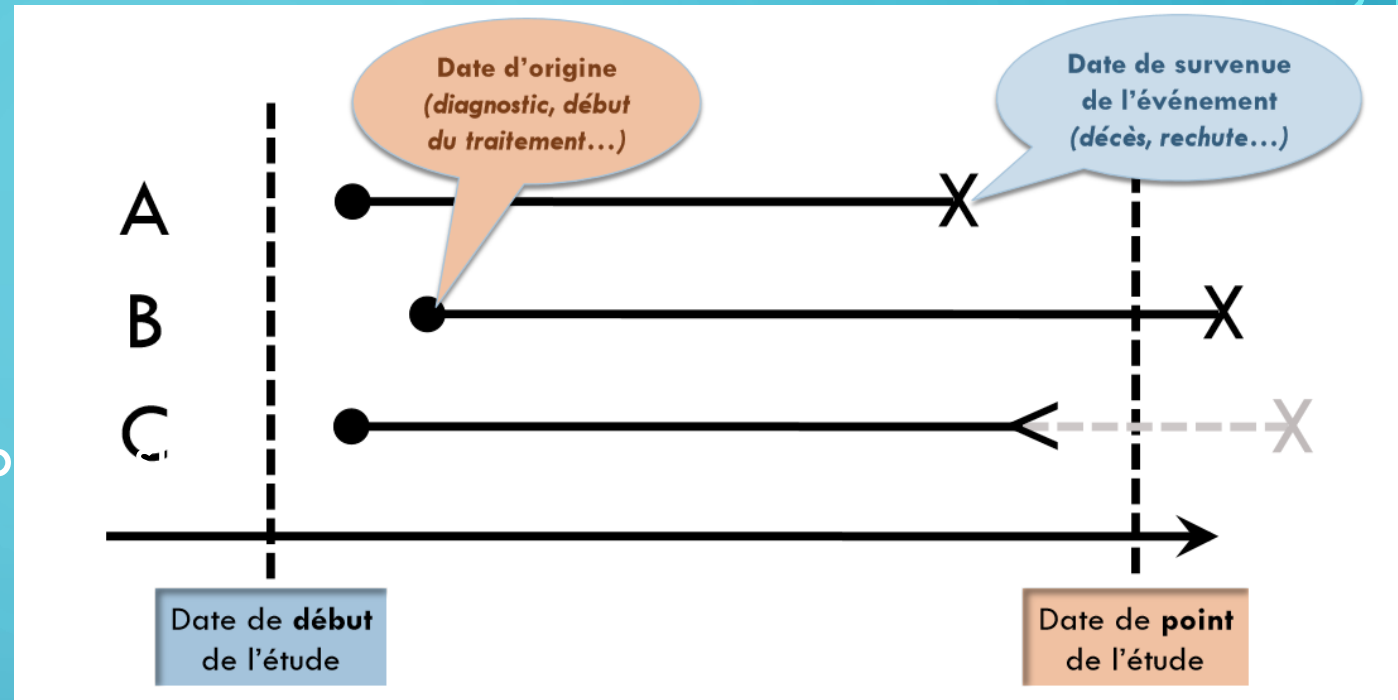 Date d'origine
(diagnostic, début
du traitement…)
Date de survenue
de l'événement
(décès, rechute…)
A
X
B
X
C
X
Date de début
de l'étude
Date de point
de l'étude